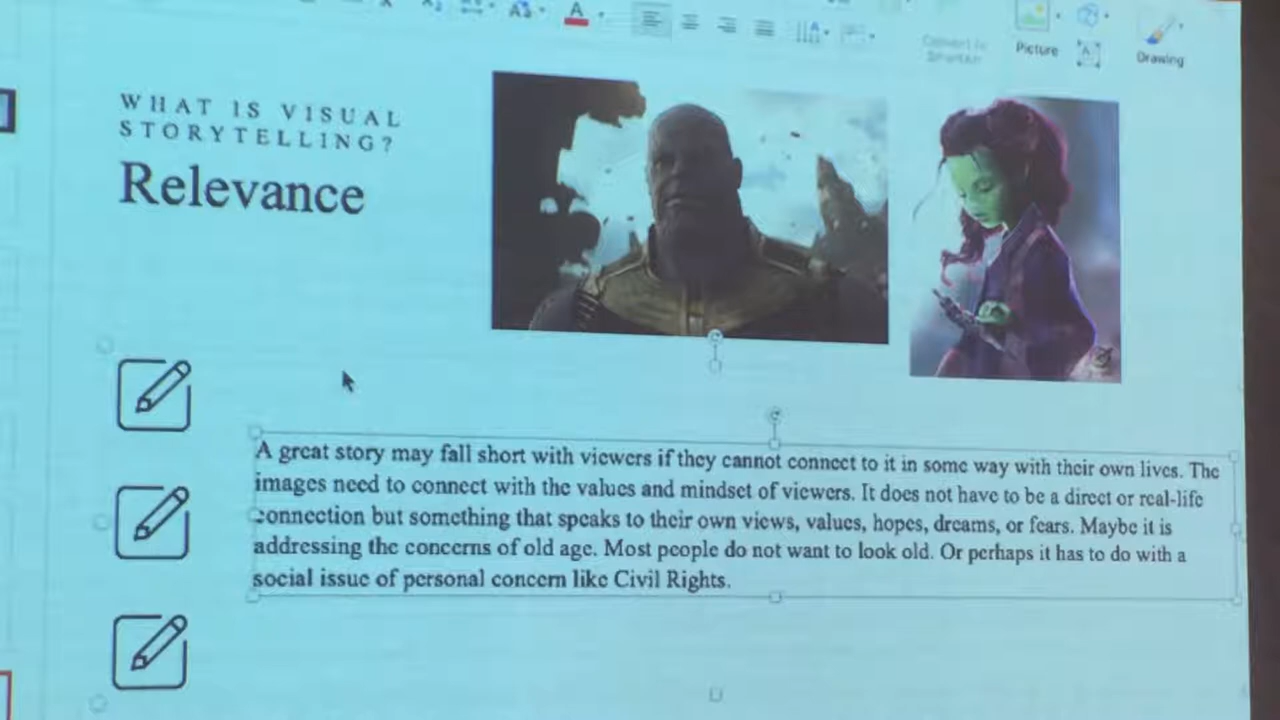 Picture
Drawing
WHAT IS VISUAL
STORYTELLING?
Relevance
A great story may fall short with viewers if they cannot connect to it in some way with their own lives. The
images need to connect with the values and mindset of viewers. It does not have to be a direct or real-life
connection but something that speaks to their own views, values, hopes, dreams, or fears. Maybe it is
addressing the concerns of old age. Most people do not want to look old. Or perhaps it has to do with a
social issue of personal concern like Civil Rights.